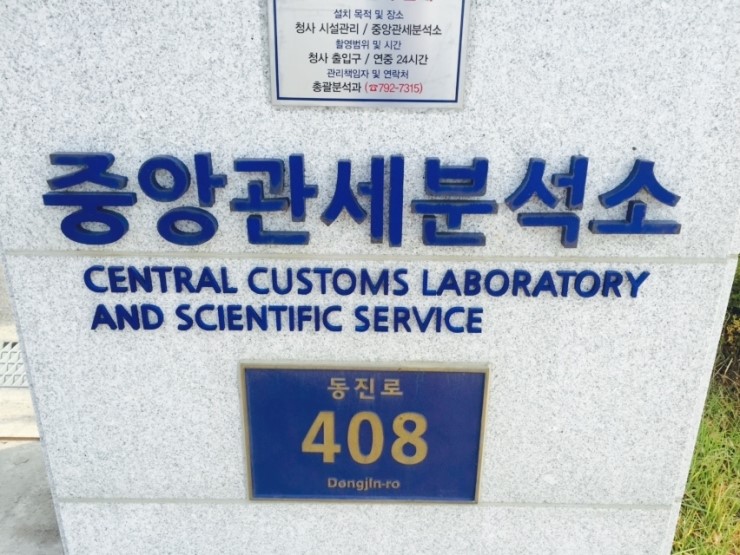 설치 목적 및 장소
청사 시설관리 / 중앙관세분석소
촬영범위 및 시간
청사 출입구 / 연중 24시간
관리책임자 및 연락처
총괄분석과 (☎792-7315)
중앙관세분석소
CENTRAL CUSTOMS LABORATORY
AND SCIENTIFIC SERVICE
동진로
408
Dongjin-ro